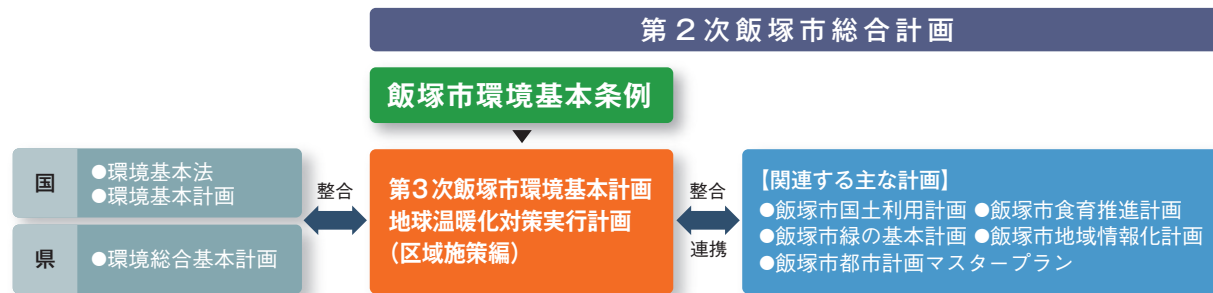 第２次飯塚市総合計画
飯塚市環境基本条例
▼
国
●環境基本法
●環境基本計画
県
●環境総合基本計画
整合
第３次飯塚市環境基本計画
地球温暖化対策実行計画
（区域施策編）
整合
連携
【関連する主な計画】
●飯塚市国土利用計画 ●飯塚市食育推進計画
●飯塚市緑の基本計画 ●飯塚市地域情報化計画
●飯塚市都市計画マスタープラン